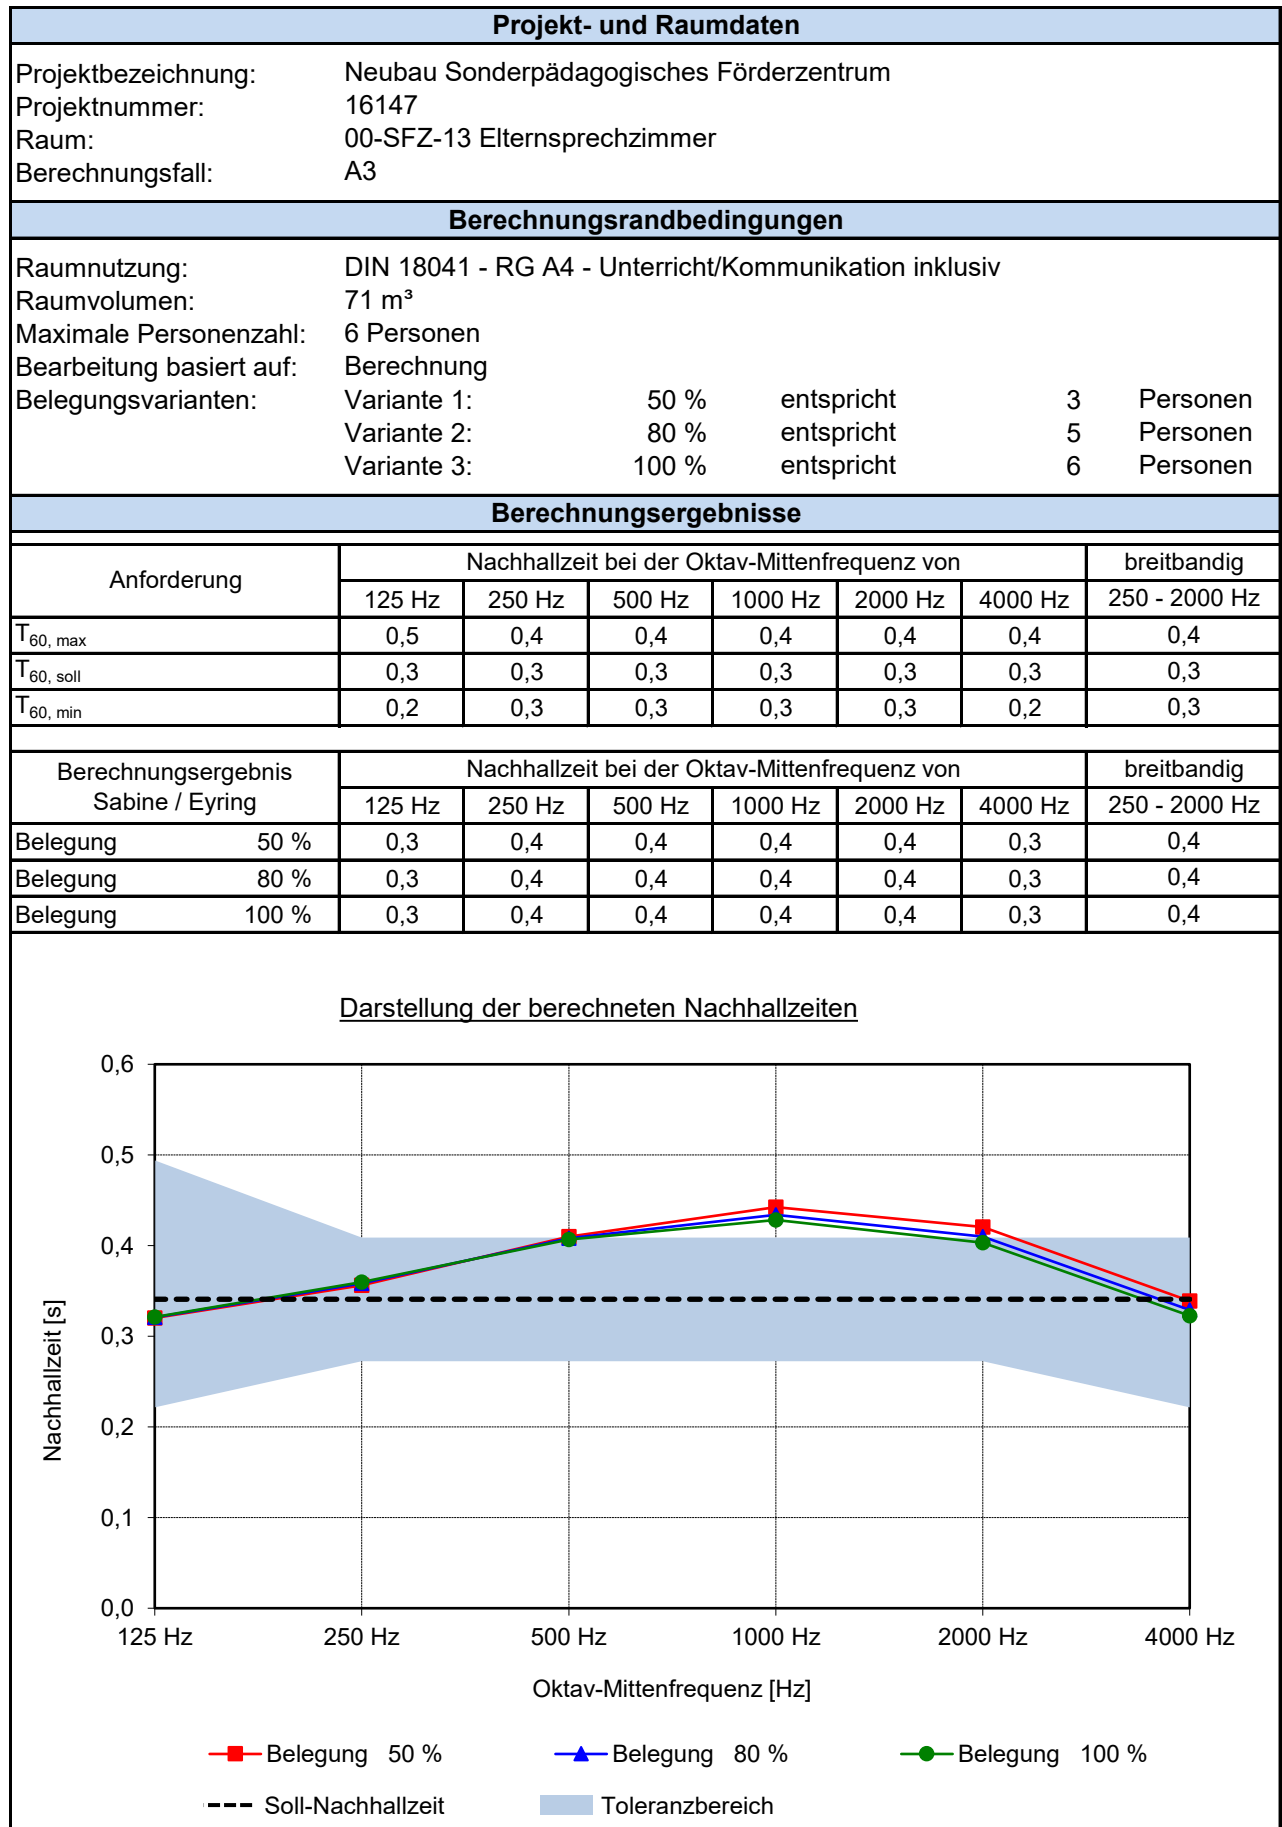 Projekt- und Raumdaten
Projektbezeichnung: Neubau Sonderpädagogisches Förderzentrum
Projektnummer: 16147
Raum: 00-SFZ-13 Elternsprechzimmer
Berechnungsfall: A3
Berechnungsrandbedingungen
Raumnutzung: DIN 18041 - RG A4 - Unterricht/Kommunikation inklusiv
Raumvolumen: 71 m³
Maximale Personenzahl: 6 Personen
Bearbeitung basiert auf: Berechnung
Belegungsvarianten: Variante 1: 50 % entspricht 3 Personen
Variante 2: 80 % entspricht 5 Personen
Variante 3: 100 % entspricht 6 Personen
Berechnungsergebnisse
Anforderung Nachhallzeit bei der Oktav-Mittenfrequenz von breitbandig
125 Hz 250 Hz 500 Hz 1000 Hz 2000 Hz 4000 Hz 250 - 2000 Hz
T60, max 0,5 0,4 0,4 0,4 0,4 0,4 0,4
T60, soll 0,3 0,3 0,3 0,3 0,3 0,3 0,3
T60, min 0,2 0,3 0,3 0,3 0,3 0,2 0,3
Berechnungsergebnis Nachhallzeit bei der Oktav-Mittenfrequenz von breitbandig
Sabine / Eyring 125 Hz 250 Hz 500 Hz 1000 Hz 2000 Hz 4000 Hz 250 - 2000 Hz
Belegung 50 % 0,3 0,4 0,4 0,4 0,4 0,3 0,4
Belegung 80 % 0,3 0,4 0,4 0,4 0,4 0,3 0,4
Belegung 100 % 0,3 0,4 0,4 0,4 0,4 0,3 0,4
Darstellung der berechneten Nachhallzeiten
0,6
0,5
0,4
0,3
0,2
0,1
0,0
Nachhallzeit [s]
125 Hz 250 Hz 500 Hz 1000 Hz 2000 Hz 4000 Hz
Oktav-Mittenfrequenz [Hz]
Belegung 50 % Belegung 80 % Belegung 100 %
Soll-Nachhallzeit Toleranzbereich